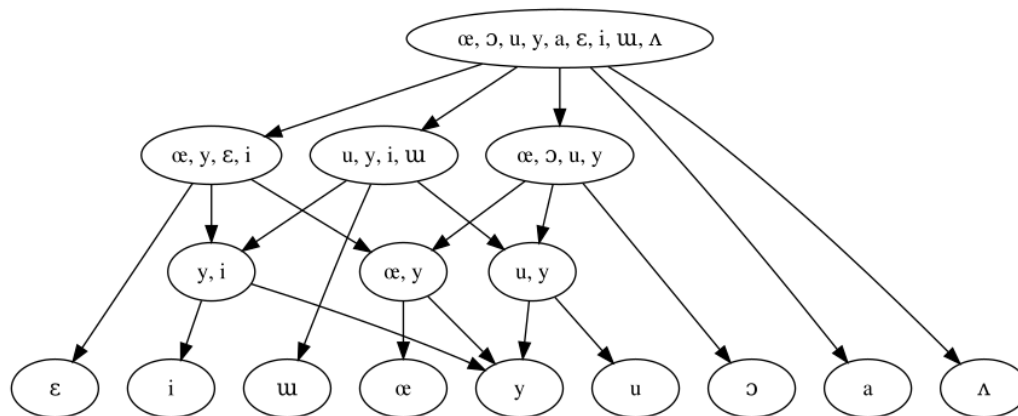 œ, ɔ, u, y, a, ɛ, i, ɯ, ʌ
œ, y, ɛ, i
u, y, i, ɯ
œ, ɔ, u, y
y, i
œ, y
u, y
ɛ
i
ɯ
œ
y
u
ɔ
a
ʌ